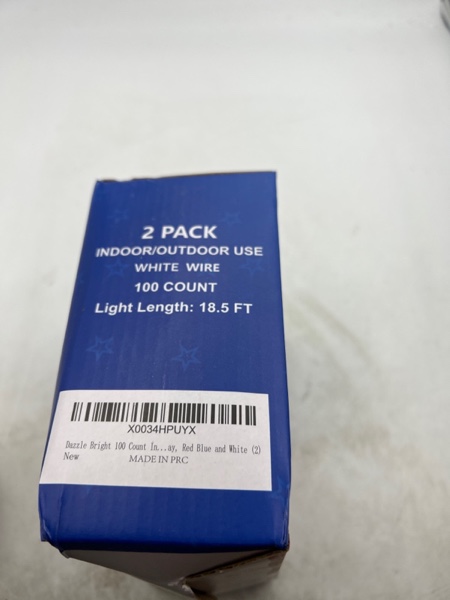 2 PACK
INDOOR/OUTDOOR USE
WHITE WIRE
100 COUNT
Light Length: 18.5 FT
X0034HPUYX
Dazzle Bright 100 Count In...ay, Red Blue and White (2)
New
MADE IN PRC